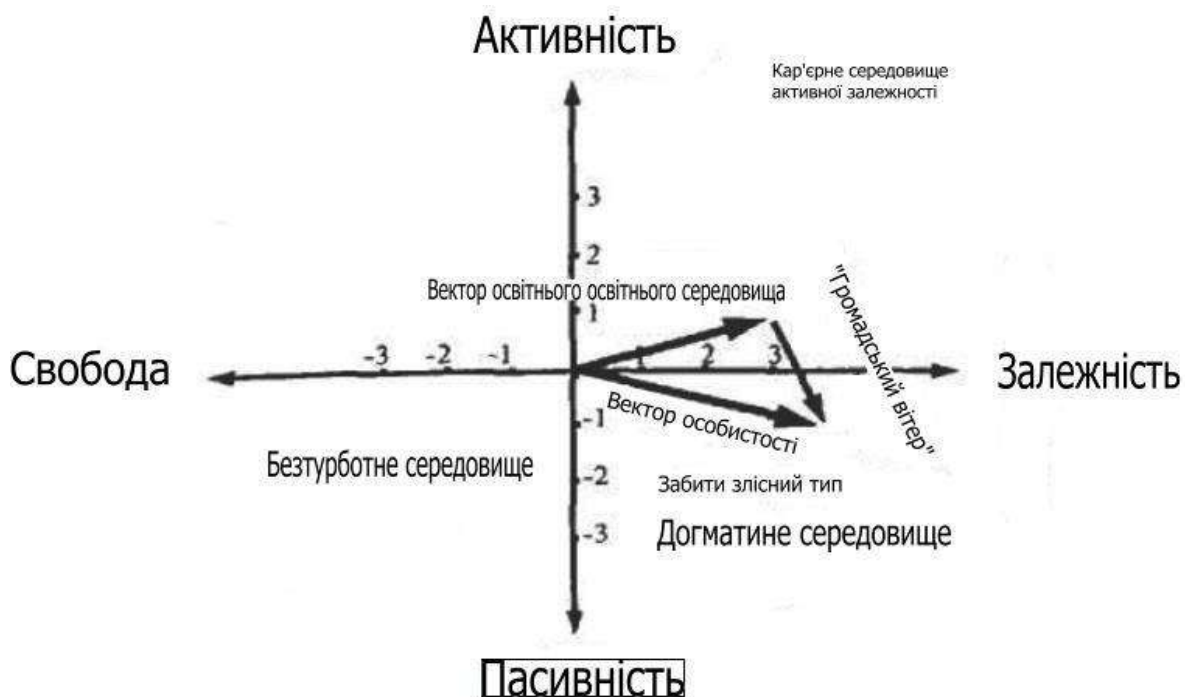 Активність
Кар'єрне середовище
активної залежності
3
2
Вектор освітнього освітнього середовища
1
"Громадський вітер"
Свобода
-3 -2 -1
1 2 3
Залежність
Вектор особистості
-1
Безтурботне середовище
-2
Забити злісний тип
-3
Догматине середовище
Пасивність